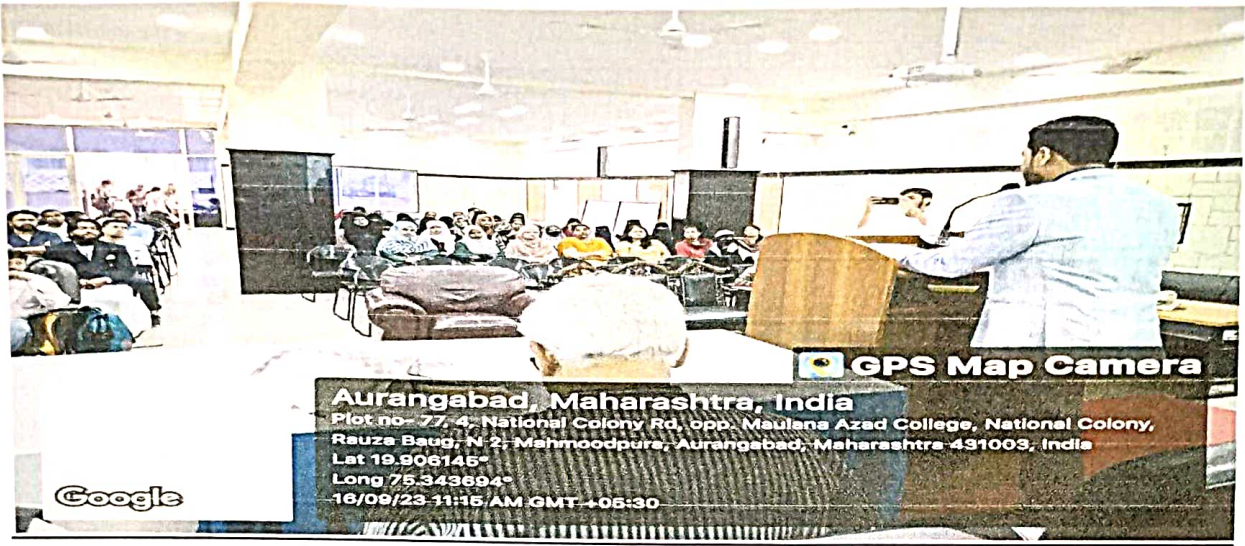 GPS Map Camera
Aurangabad, Maharashtra, India
Plot no- 77, 4, National Colony Rd, opp. Maulana Azad College, National Colony,
Rauza Baug, N 2, Mahmoodpura, Aurangabad, Maharashtra 431003, India
Lat 19.906145°
Long 75.343694°
16/09/23 11:15 AM GMT +05:30
Google